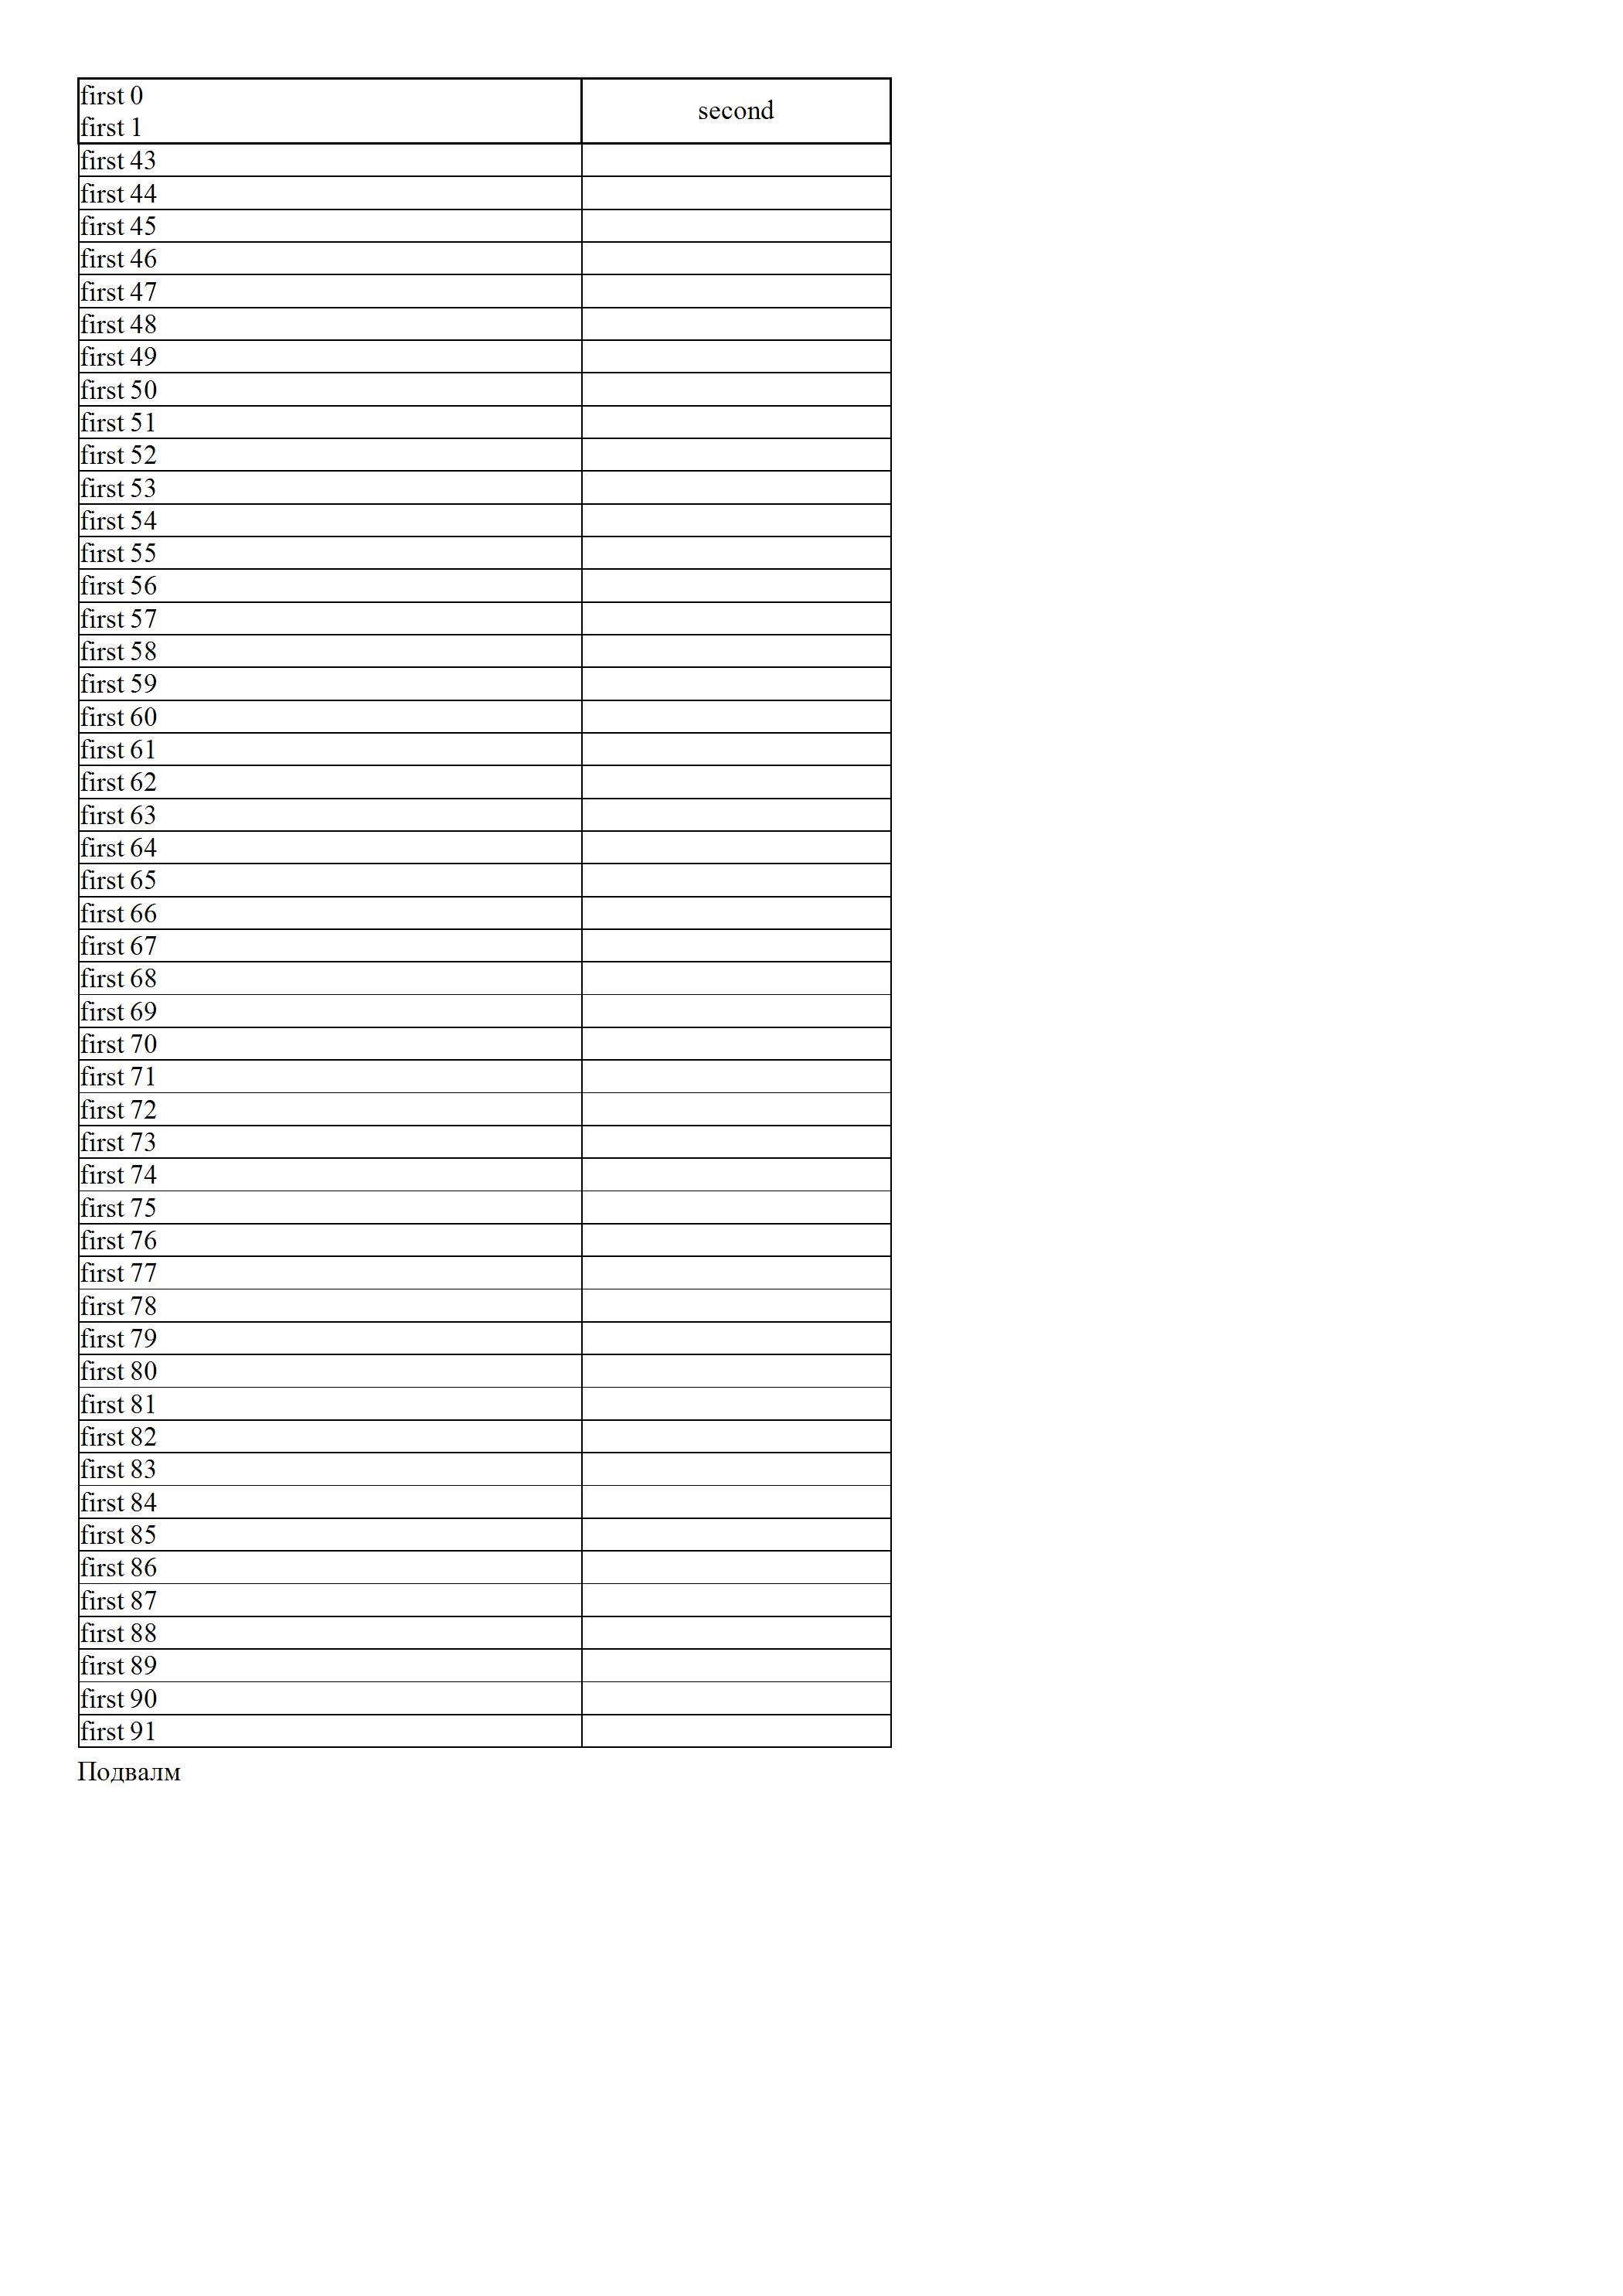 first 0
first 1
second
first 43
first 44
first 45
first 46
first 47
first 48
first 49
first 50
first 51
first 52
first 53
first 54
first 55
first 56
first 57
first 58
first 59
first 60
first 61
first 62
first 63
first 64
first 65
first 66
first 67
first 68
first 69
first 70
first 71
first 72
first 73
first 74
first 75
first 76
first 77
first 78
first 79
first 80
first 81
first 82
first 83
first 84
first 85
first 86
first 87
first 88
first 89
first 90
first 91
Подвалм